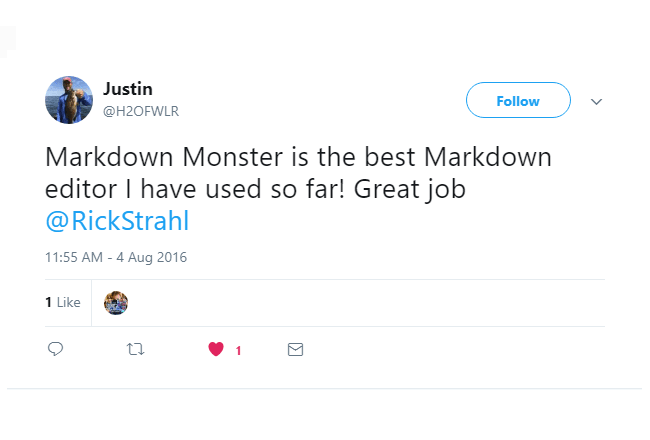 Justin
@H2OFWLR
Follow
Markdown Monster is the best Markdown
editor I have used so far! Great job
@RickStrahl
11:55 AM - 4 Aug 2016
1 Like
1